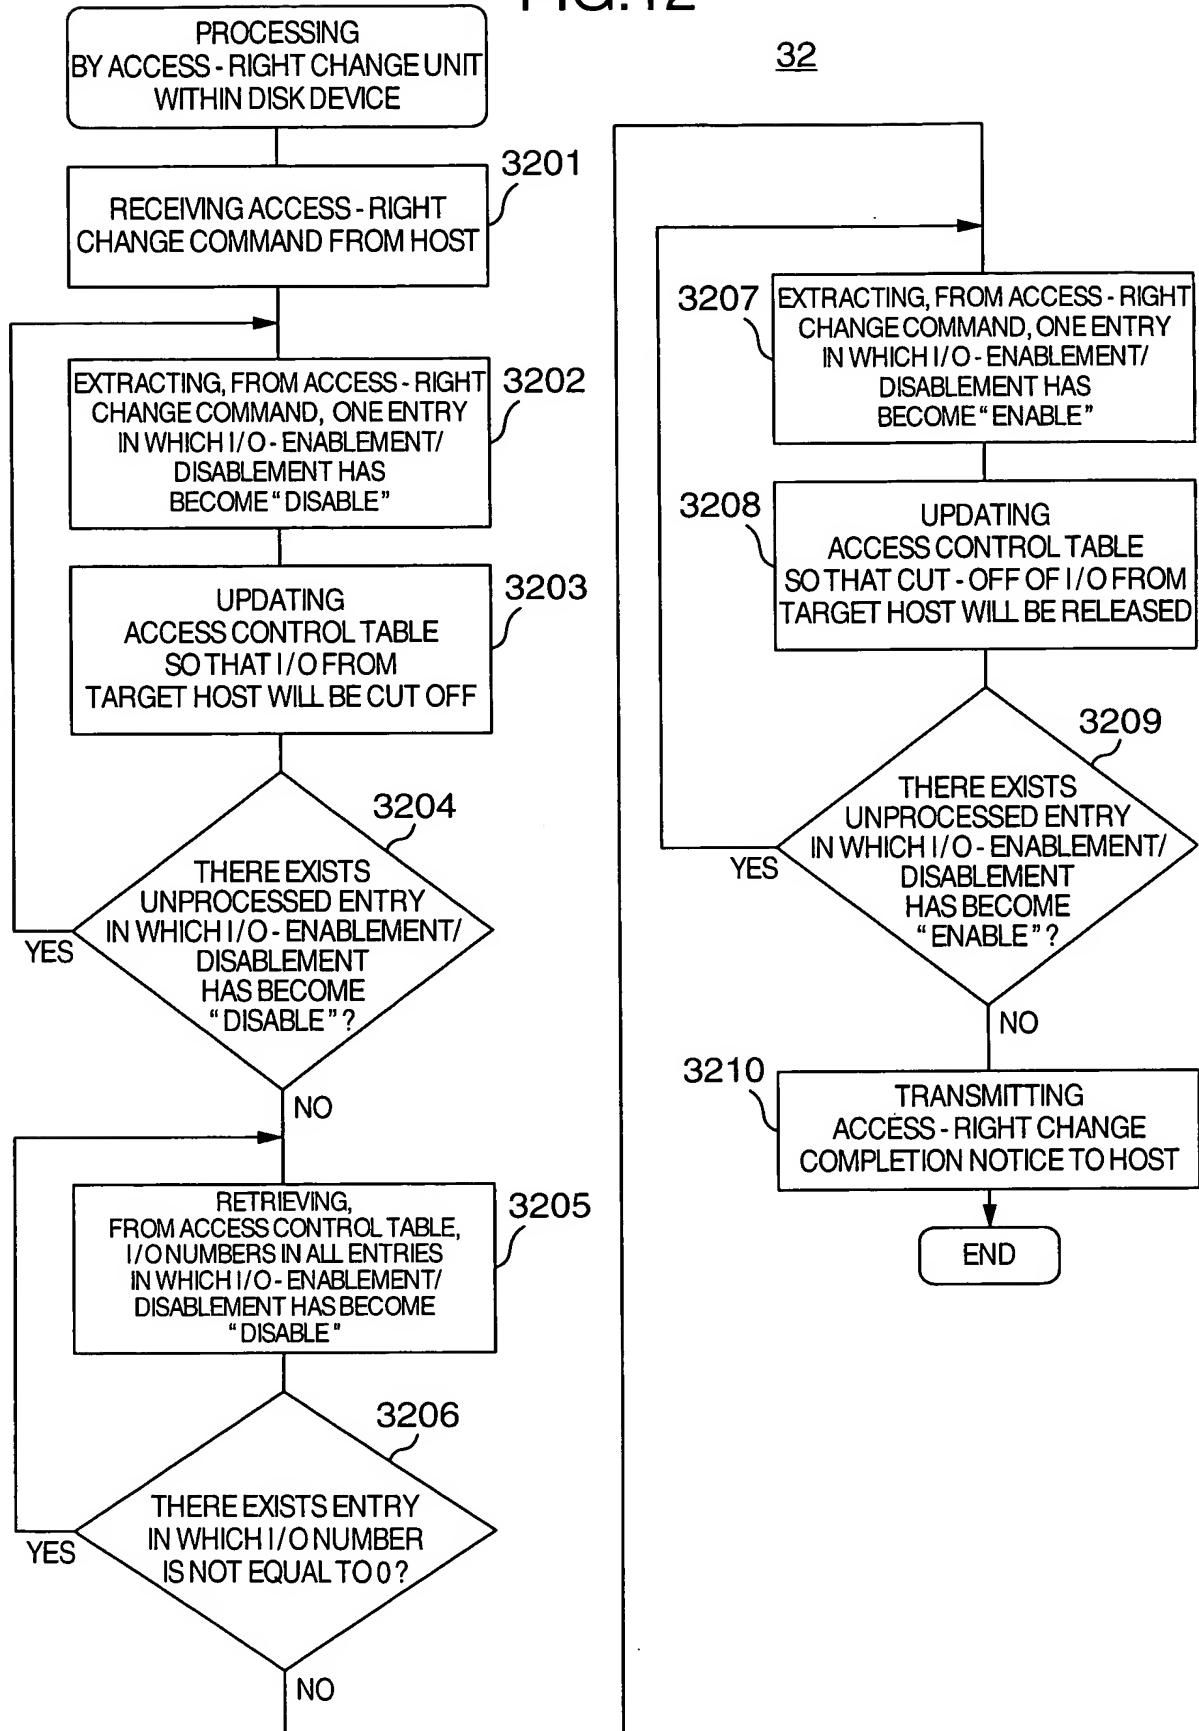 FIG.12
PROCESSING
BY ACCESS-RIGHT CHANGE UNIT
WITHIN DISK DEVICE
32
3201
RECEIVING ACCESS-RIGHT
CHANGE COMMAND FROM HOST
3202
EXTRACTING, FROM ACCESS-RIGHT
CHANGE COMMAND, ONE ENTRY
IN WHICH I/O-ENABLEMENT/
DISABLEMENT HAS
BECOME "DISABLE"
3203
UPDATING
ACCESS CONTROL TABLE
SO THAT I/O FROM
TARGET HOST WILL BE CUT OFF
3204
THERE EXISTS
UNPROCESSED ENTRY
IN WHICH I/O-ENABLEMENT/
DISABLEMENT
HAS BECOME
"DISABLE"?
YES
NO
3205
RETRIEVING,
FROM ACCESS CONTROL TABLE,
I/O NUMBERS IN ALL ENTRIES
IN WHICH I/O-ENABLEMENT/
DISABLEMENT HAS BECOME
"DISABLE"
3206
THERE EXISTS ENTRY
IN WHICH I/O NUMBER
IS NOT EQUAL TO 0?
YES
NO
3207
EXTRACTING, FROM ACCESS-RIGHT
CHANGE COMMAND, ONE ENTRY
IN WHICH I/O-ENABLEMENT/
DISABLEMENT HAS
BECOME "ENABLE"
3208
UPDATING
ACCESS CONTROL TABLE
SO THAT CUT-OFF OF I/O FROM
TARGET HOST WILL BE RELEASED
3209
THERE EXISTS
UNPROCESSED ENTRY
IN WHICH I/O-ENABLEMENT/
DISABLEMENT
HAS BECOME
"ENABLE"?
YES
NO
3210
TRANSMITTING
ACCESS-RIGHT CHANGE
COMPLETION NOTICE TO HOST
END